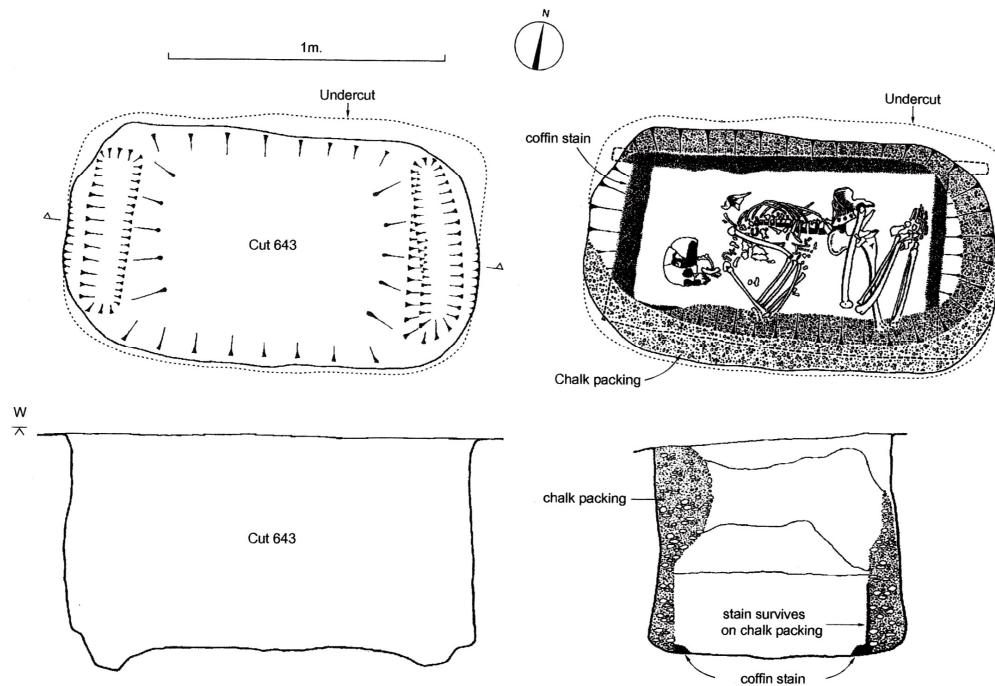 N
1m.
Undercut
Cut 643
Undercut
coffin stain
Chalk packing
W
Cut 643
chalk packing
stain survives
on chalk packing
coffin stain